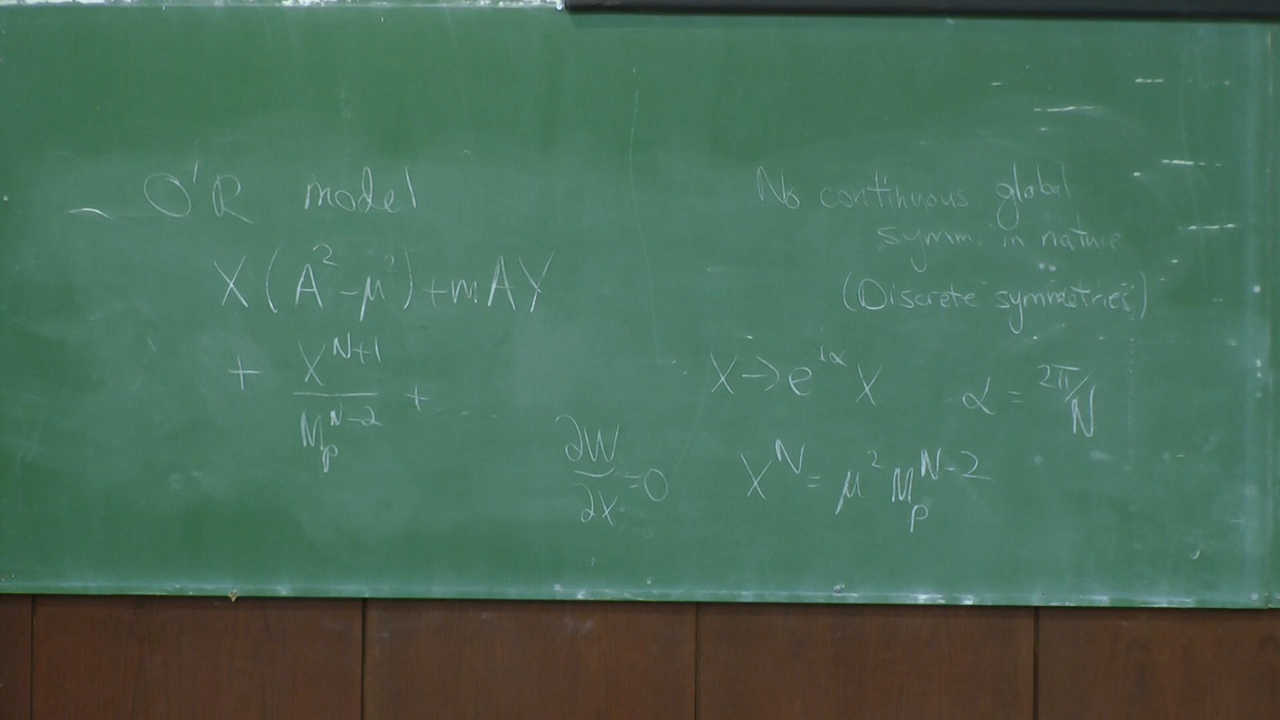 O'R model
X(A² - μ²) + mAY
+ X^{N+1} / M_p^{N-2} + ....
∂W/∂X = 0
No continuous global
symm. in nature
(Discrete symmetries)
X → e^{iα} X α = 2π/N
X^N = μ² M_p^{N-2}